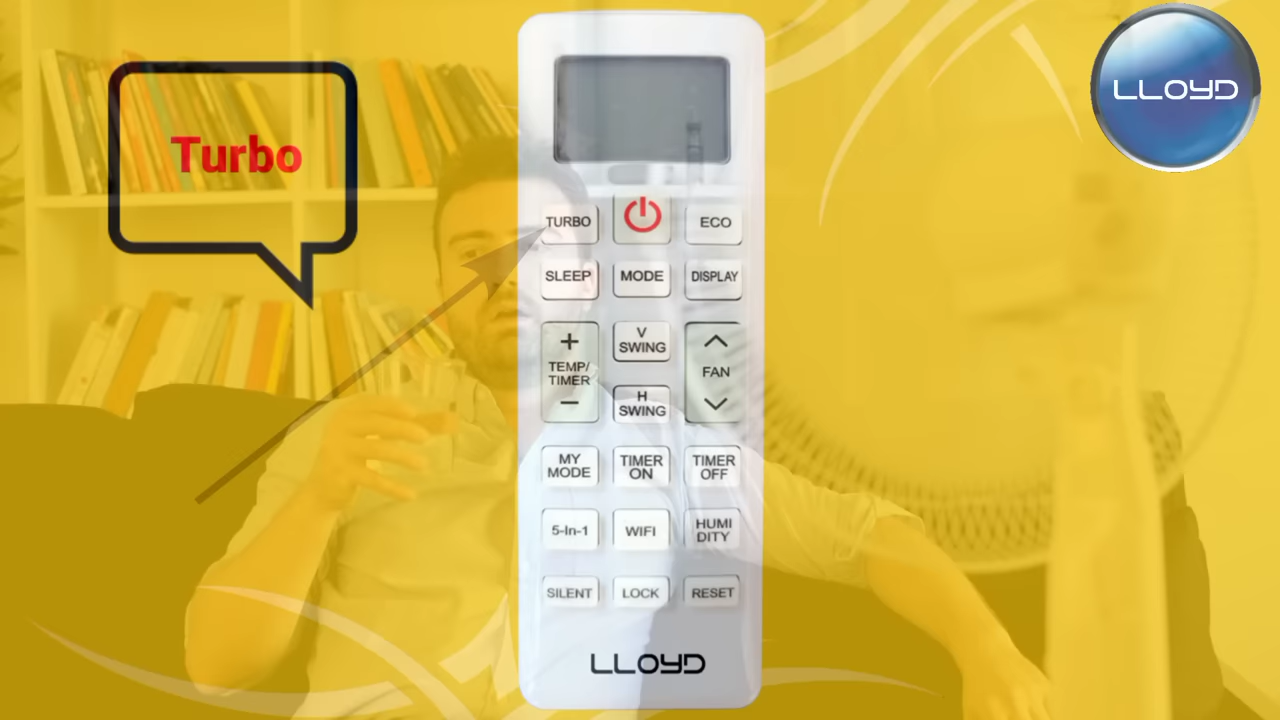 LLOYD
Turbo
TURBO
ECO
SLEEP
MODE
DISPLAY
+
TEMP/
TIMER
−
V
SWING
H
SWING
FAN
MY
MODE
TIMER
ON
TIMER
OFF
5-In-1
WIFI
HUMI
DITY
SILENT
LOCK
RESET
LLOYD